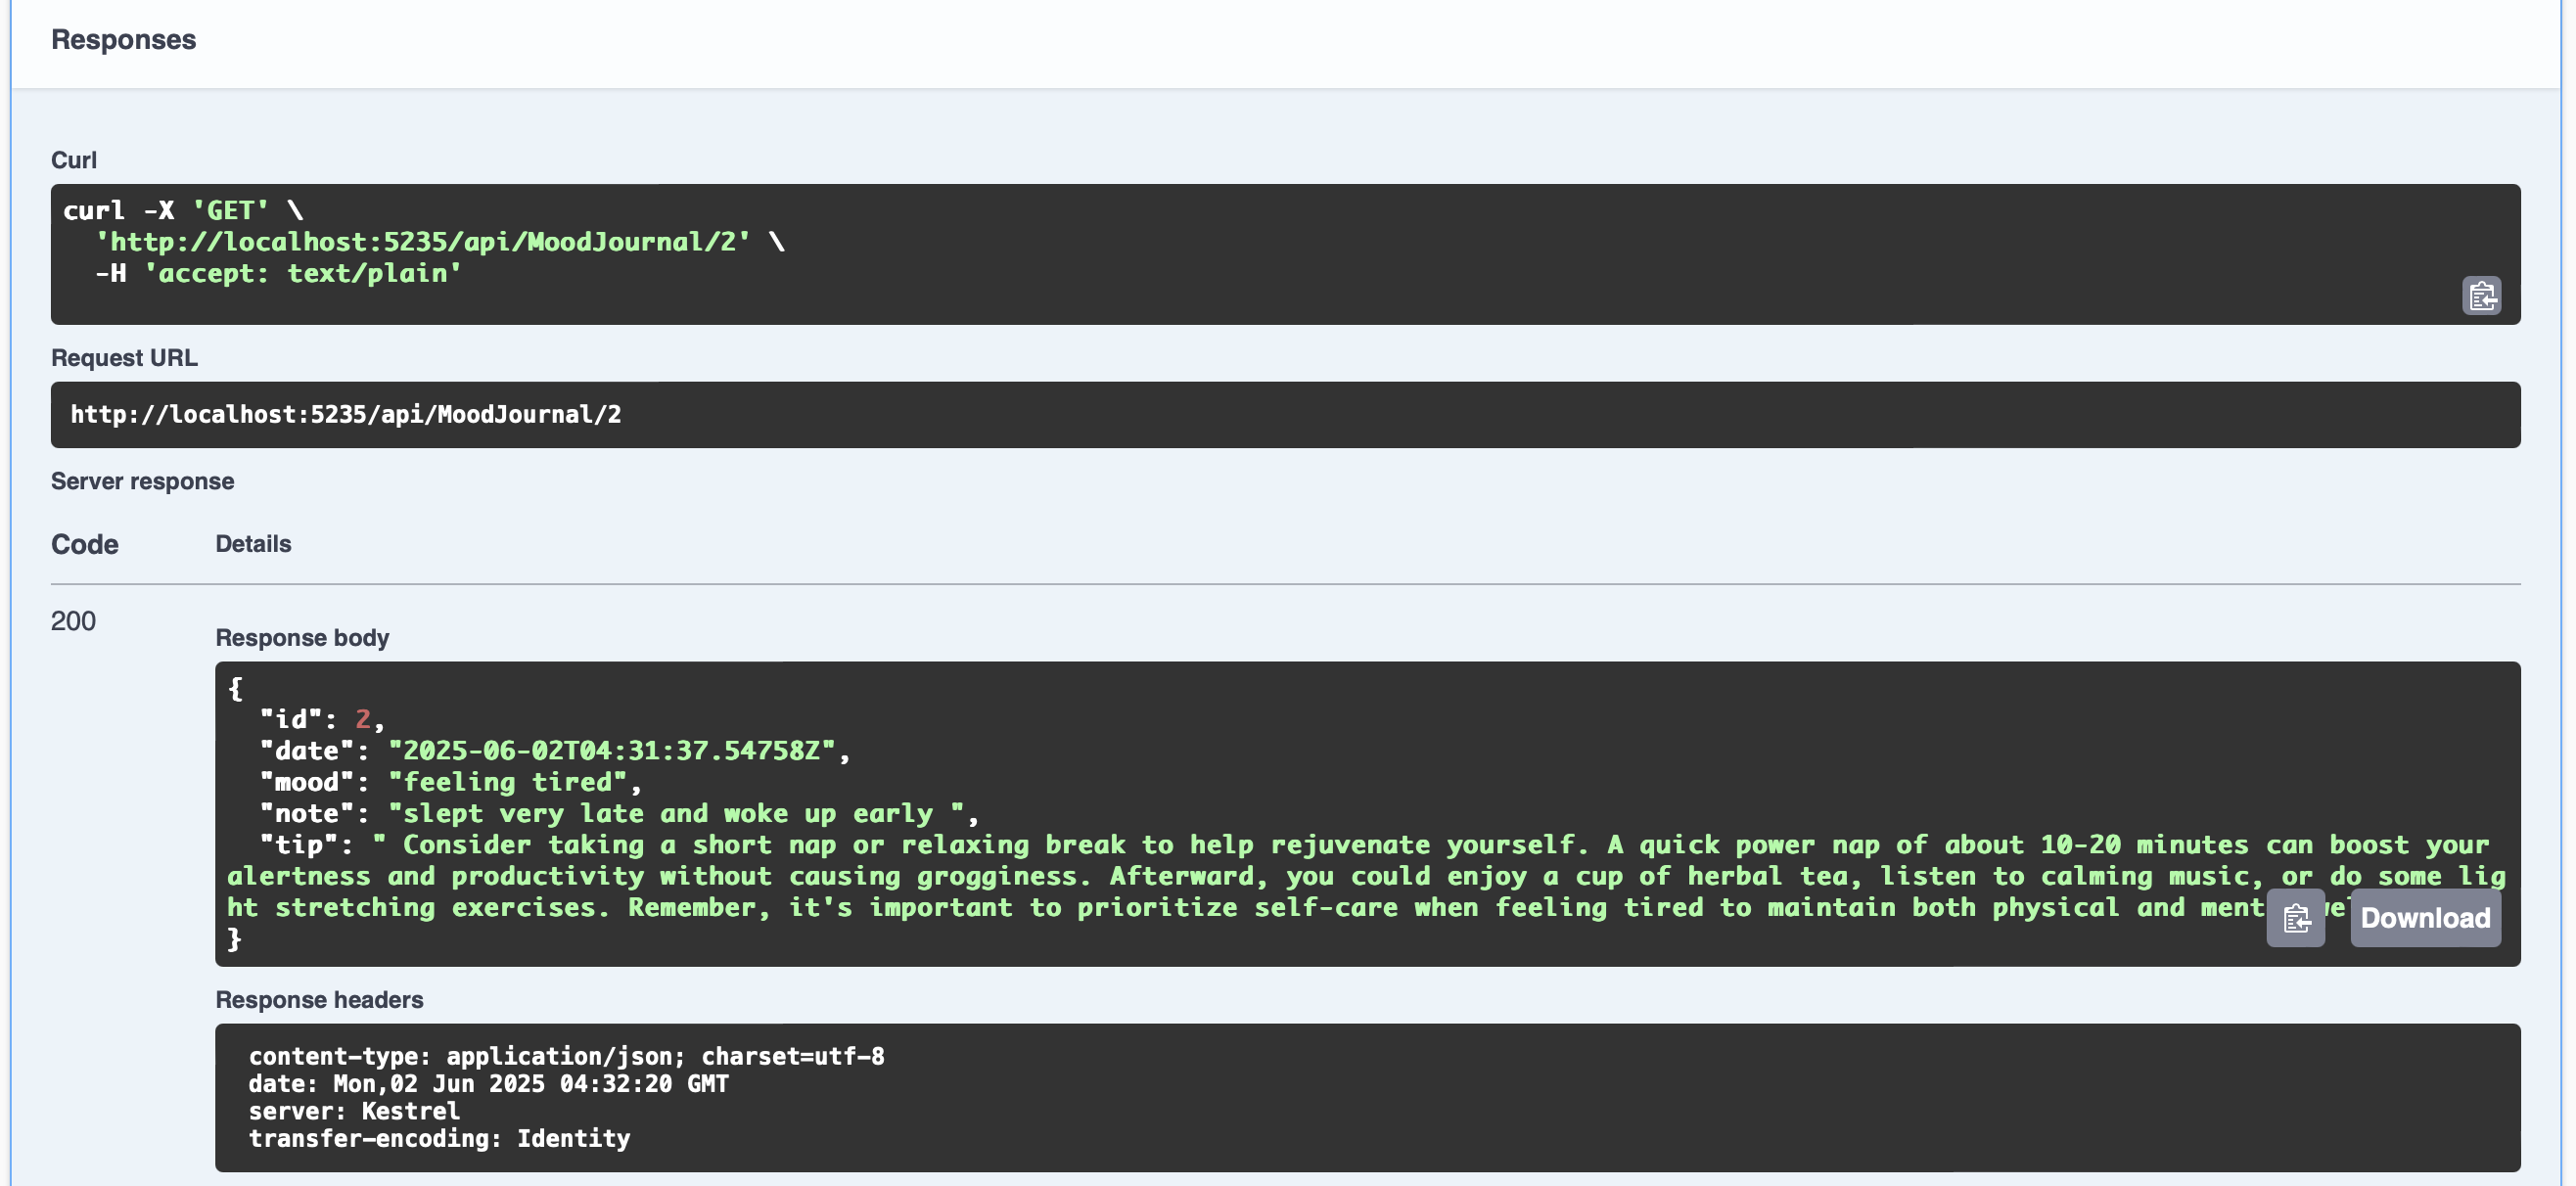 Responses
Curl
curl -X 'GET' \
  'http://localhost:5235/api/MoodJournal/2' \
  -H 'accept: text/plain'
Request URL
http://localhost:5235/api/MoodJournal/2
Server response
Code Details
200
Response body
{
  "id": 2,
  "date": "2025-06-02T04:31:37.54758Z",
  "mood": "feeling tired",
  "note": "slept very late and woke up early ",
  "tip": " Consider taking a short nap or relaxing break to help rejuvenate yourself. A quick power nap of about 10-20 minutes can boost your
alertness and productivity without causing grogginess. Afterward, you could enjoy a cup of herbal tea, listen to calming music, or do some lig
ht stretching exercises. Remember, it's important to prioritize self-care when feeling tired to maintain both physical and
}
Download
Response headers
content-type: application/json; charset=utf-8
date: Mon,02 Jun 2025 04:32:20 GMT
server: Kestrel
transfer-encoding: Identity